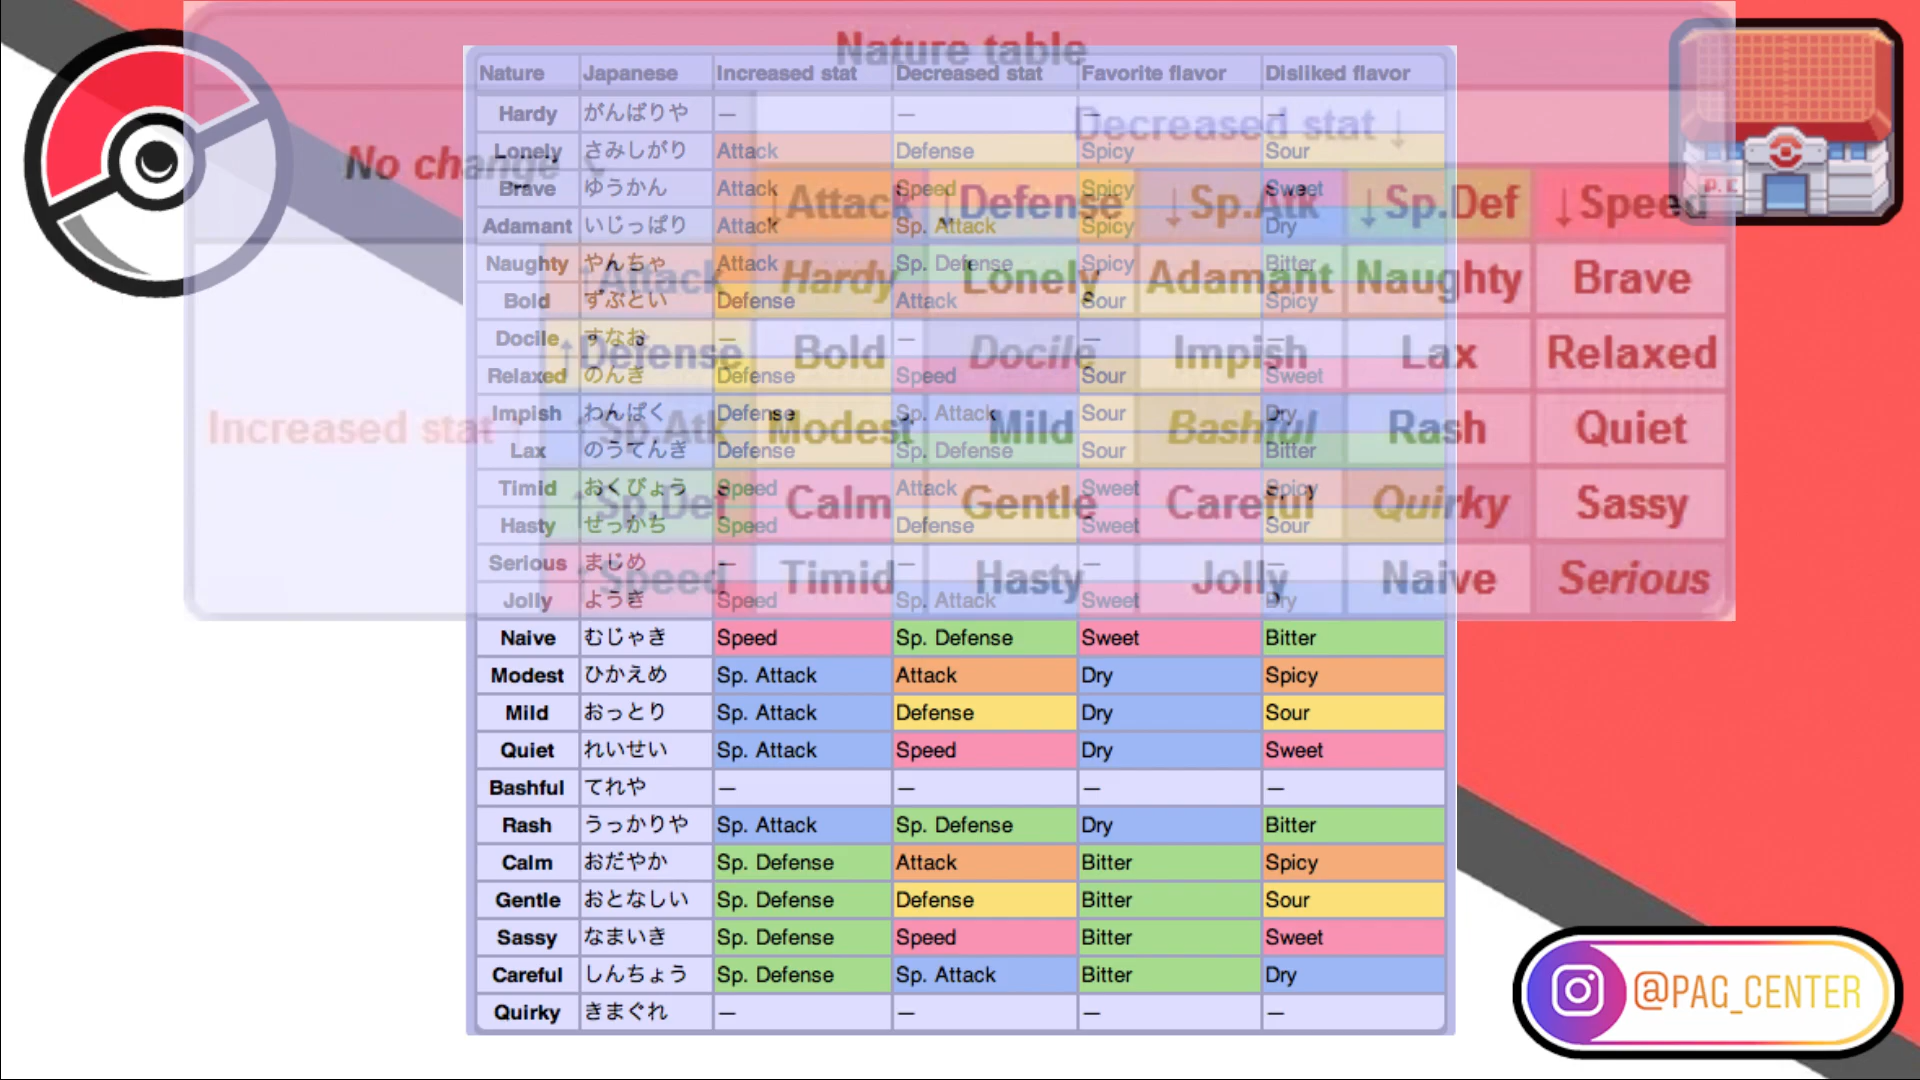 Nature table
Nature Japanese Increased stat Decreased stat Favorite flavor Disliked flavor
Hardy がんばりや — — — —
Lonely さみしがり Attack Defense Spicy Sour
Brave ゆうかん Attack Speed Spicy Sweet
Adamant いじっぱり Attack Sp. Attack Spicy Dry
Naughty やんちゃ Attack Sp. Defense Spicy Bitter
Bold ずぶとい Defense Attack Sour Spicy
Docile すなお — — — —
Relaxed のんき Defense Speed Sour Sweet
Impish わんぱく Defense Sp. Attack Sour Dry
Lax のうてんき Defense Sp. Defense Sour Bitter
Timid おくびょう Speed Attack Sweet Spicy
Hasty せっかち Speed Defense Sweet Sour
Serious まじめ — — — —
Jolly ようき Speed Sp. Attack Sweet Dry
Naive むじゃき Speed Sp. Defense Sweet Bitter
Modest ひかえめ Sp. Attack Attack Dry Spicy
Mild おっとり Sp. Attack Defense Dry Sour
Quiet れいせい Sp. Attack Speed Dry Sweet
Bashful てれや — — — —
Rash うっかりや Sp. Attack Sp. Defense Dry Bitter
Calm おだやか Sp. Defense Attack Bitter Spicy
Gentle おとなしい Sp. Defense Defense Bitter Sour
Sassy なまいき Sp. Defense Speed Bitter Sweet
Careful しんちょう Sp. Defense Sp. Attack Bitter Dry
Quirky きまぐれ — — — —
No change Decreased stat ↓
↓Attack ↓Defense ↓Sp.Atk ↓Sp.Def ↓Speed
Increased stat
↑Attack Hardy Lonely Adamant Naughty Brave
↑Defense Bold Docile Impish Lax Relaxed
↑Sp.Atk Modest Mild Bashful Rash Quiet
↑Sp.Def Calm Gentle Careful Quirky Sassy
↑Speed Timid Hasty Jolly Naive Serious
P.C
@PAG_CENTER